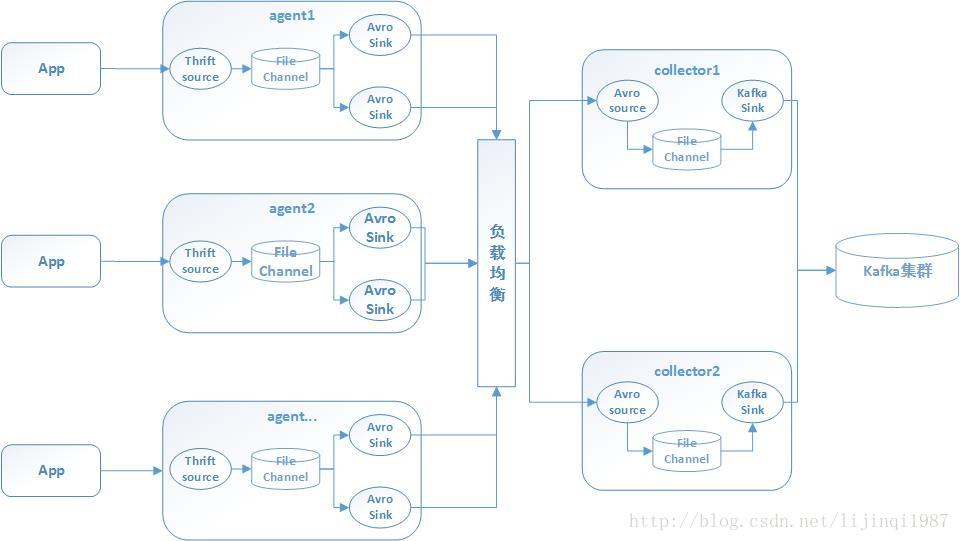 agent1
App
Thrift
source
File
Channel
Avro
Sink
Avro
Sink
agent2
App
Thrift
source
File
Channel
Avro
Sink
Avro
Sink
agent...
App
Thrift
source
File
Channel
Avro
Sink
Avro
Sink
负
载
均
衡
collector1
Avro
source
File
Channel
Kafka
Sink
collector2
Avro
source
File
Channel
Kafka
Sink
Kafka集群
http://blog.csdn.net/lijinqi1987